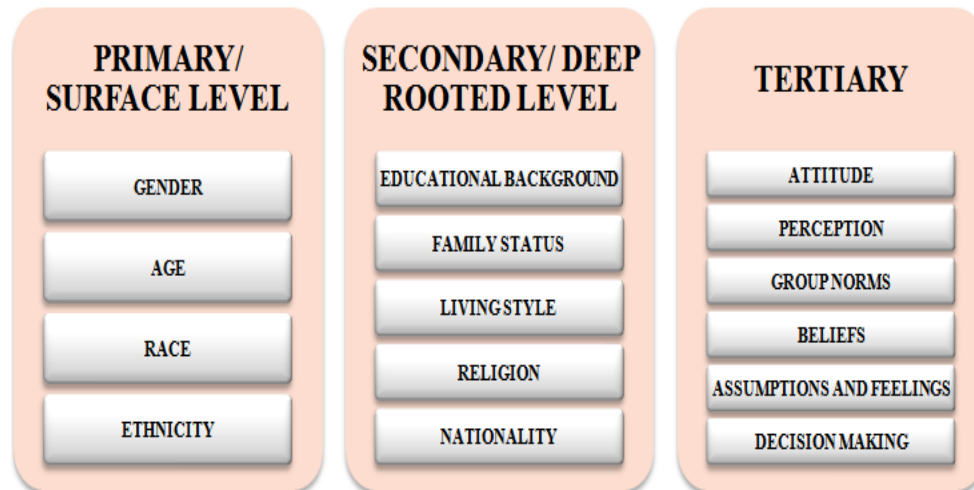 PRIMARY/
SURFACE LEVEL
GENDER
AGE
RACE
ETHNICITY
SECONDARY/ DEEP
ROOTED LEVEL
EDUCATIONAL BACKGROUND
FAMILY STATUS
LIVING STYLE
RELIGION
NATIONALITY
TERTIARY
ATTITUDE
PERCEPTION
GROUP NORMS
BELIEFS
ASSUMPTIONS AND FEELINGS
DECISION MAKING